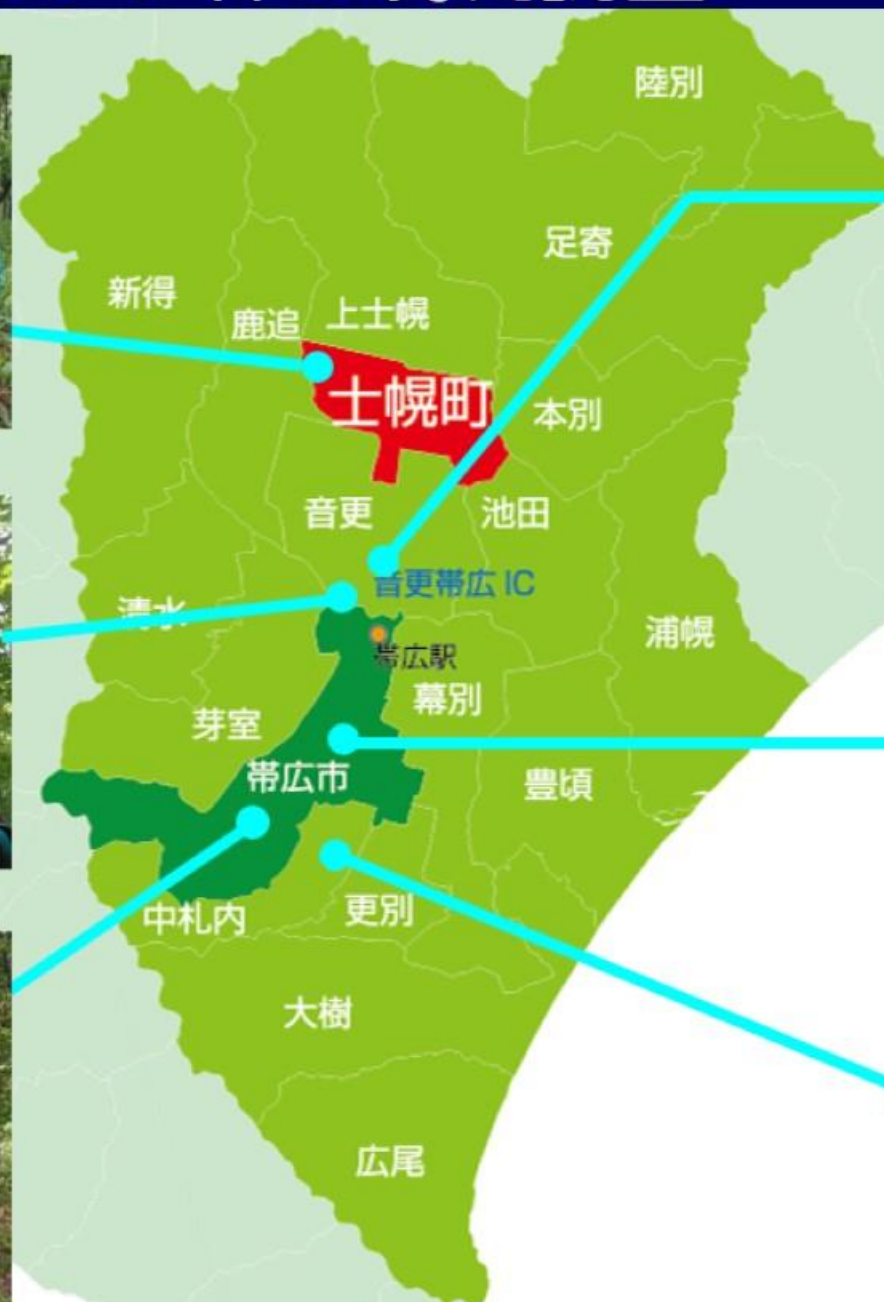 陸別
足寄
新得
鹿追
上士幌
士幌町
本別
音更
池田
音更帯広 IC
清水
浦幌
帯広駅
幕別
芽室
帯広市
豊頃
中札内
更別
大樹
広尾